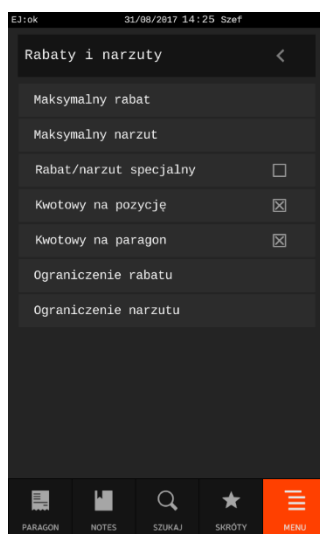 EJ:ok 31/08/2017 14:25 Szef
Rabaty i narzuty
Maksymalny rabat
Maksymalny narzut
Rabat/narzut specjalny
Kwotowy na pozycję
Kwotowy na paragon
Ograniczenie rabatu
Ograniczenie narzutu
PARAGON NOTES SZUKAJ SKRÓTY MENU